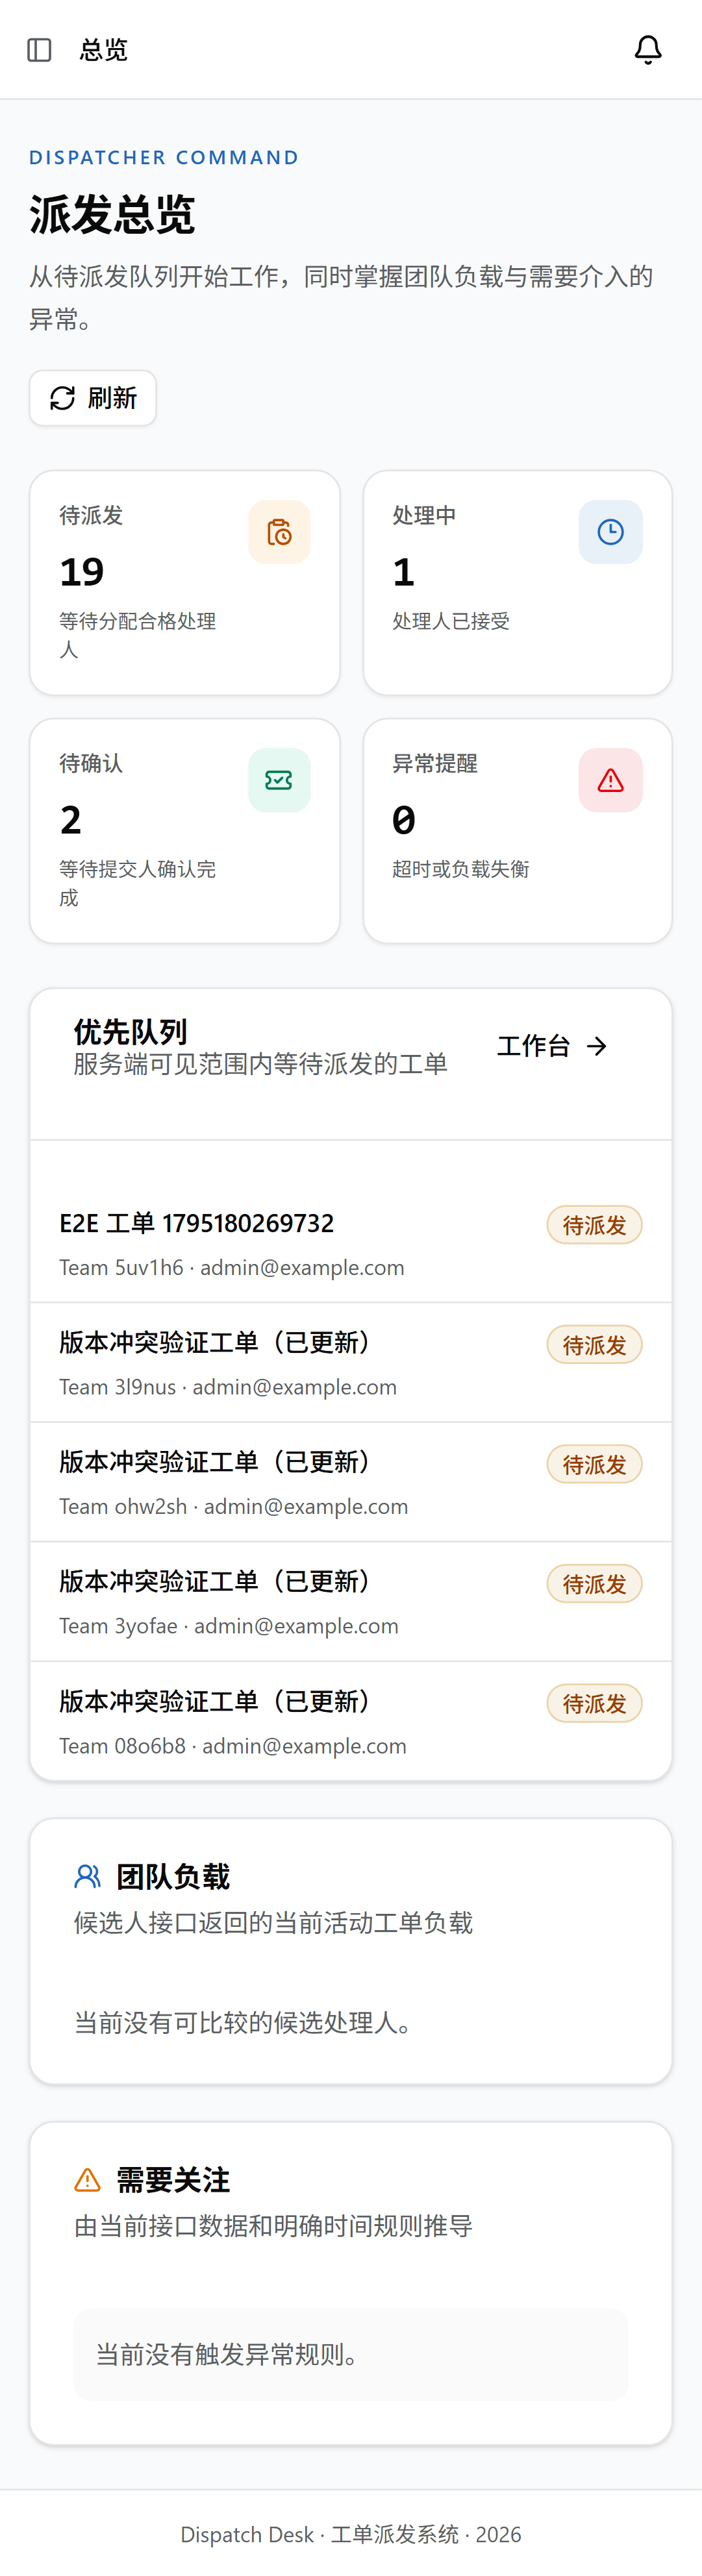 总览
DISPATCHER COMMAND
派发总览
从待派发队列开始工作，同时掌握团队负载与需要介入的
异常。
刷新
待派发
19
等待分配合格处理
人
处理中
1
处理人已接受
待确认
2
等待提交人确认完
成
异常提醒
0
超时或负载失衡
优先队列
服务端可见范围内等待派发的工单
工作台
E2E 工单 1795180269732
待派发
Team 5uv1h6 · admin@example.com
版本冲突验证工单（已更新）
待派发
Team 3l9nus · admin@example.com
版本冲突验证工单（已更新）
待派发
Team ohw2sh · admin@example.com
版本冲突验证工单（已更新）
待派发
Team 3yofae · admin@example.com
版本冲突验证工单（已更新）
待派发
Team 08o6b8 · admin@example.com
团队负载
候选人接口返回的当前活动工单负载
当前没有可比较的候选处理人。
需要关注
由当前接口数据和明确时间规则推导
当前没有触发异常规则。
Dispatch Desk · 工单派发系统 · 2026